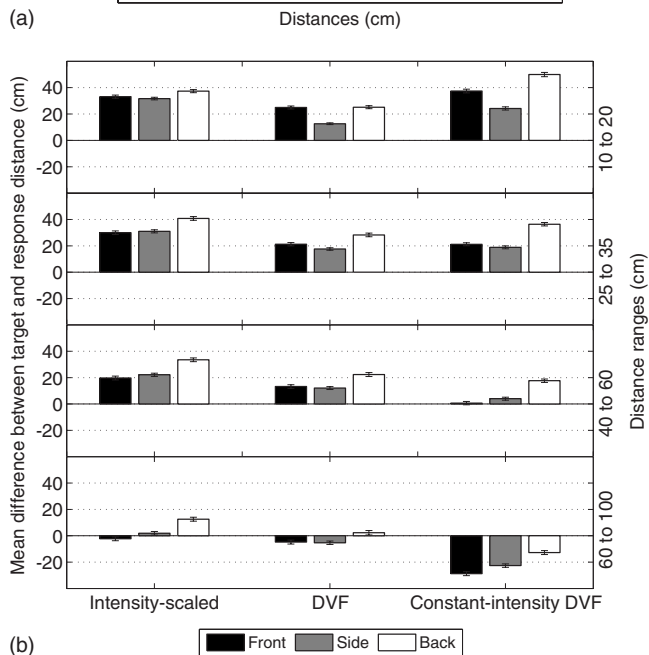 (a)
Distances (cm)
Mean difference between target and response distance (cm)
40
20
0
-20
10 to 20
40
20
0
-20
25 to 35
40
20
0
-20
40 to 60
40
20
0
-20
60 to 100
Distance ranges (cm)
Intensity-scaled DVF Constant-intensity DVF
(b)
Front Side Back